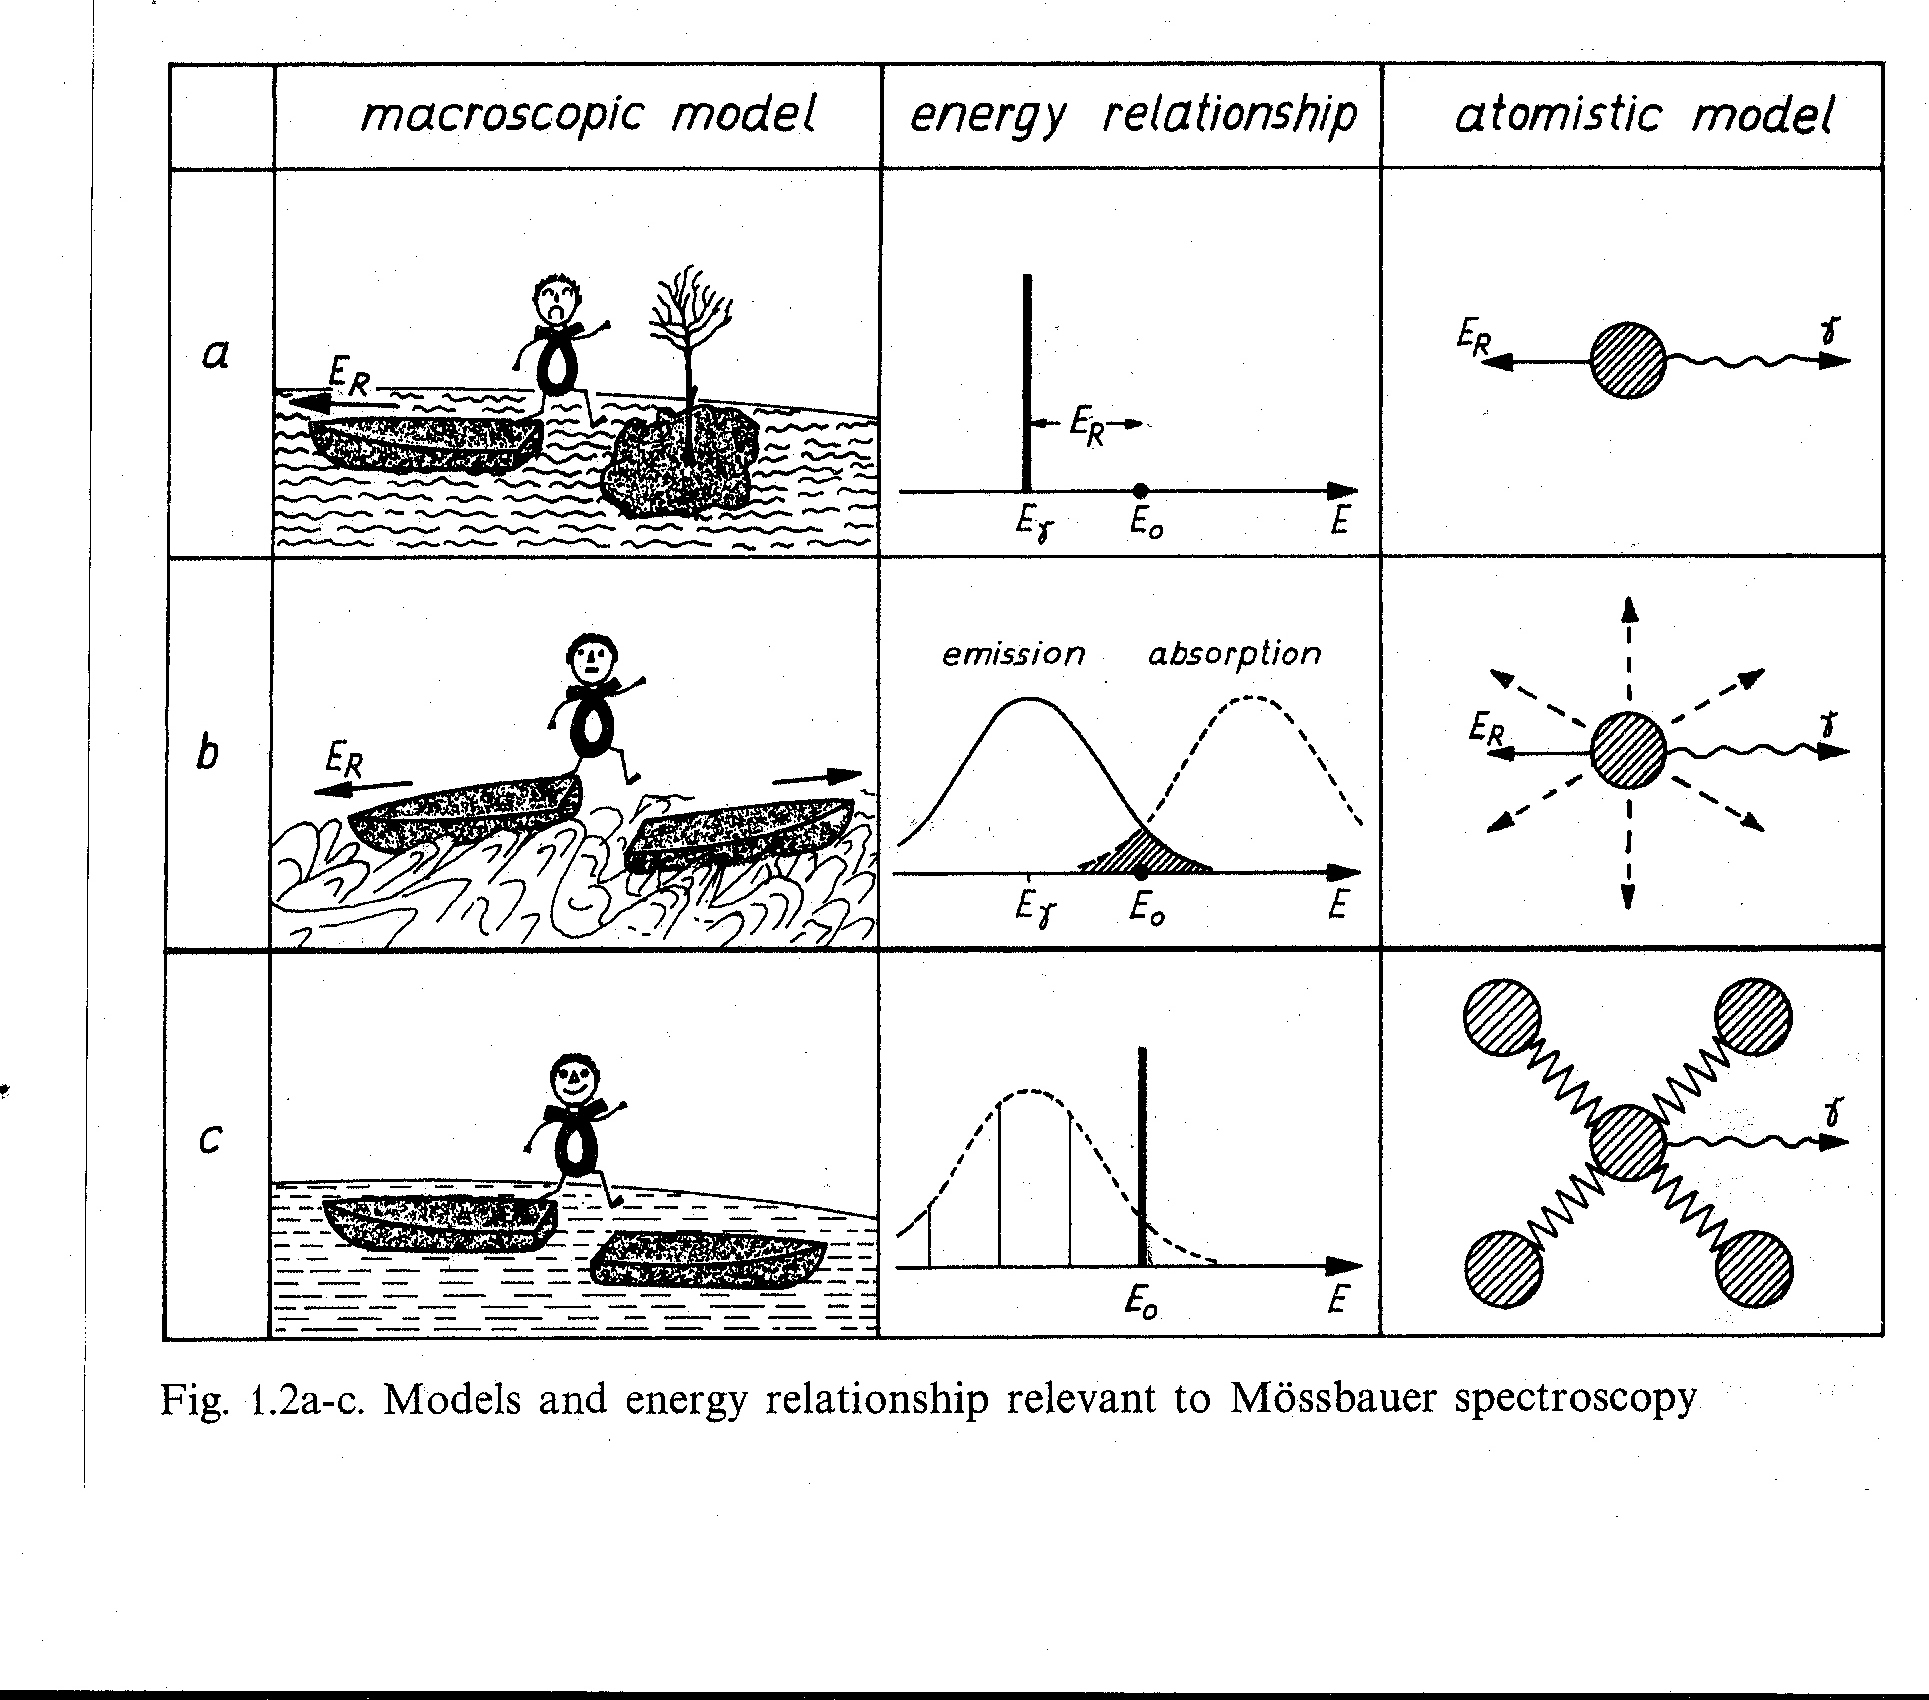 macroscopic model energy relationship atomistic model
a
E_R
E_R
E_γ E_o E
E_R γ
b
E_R
emission absorption
E_γ E_o E
E_R γ
c
E_o E
γ
Fig. 1.2a-c. Models and energy relationship relevant to Mössbauer spectroscopy